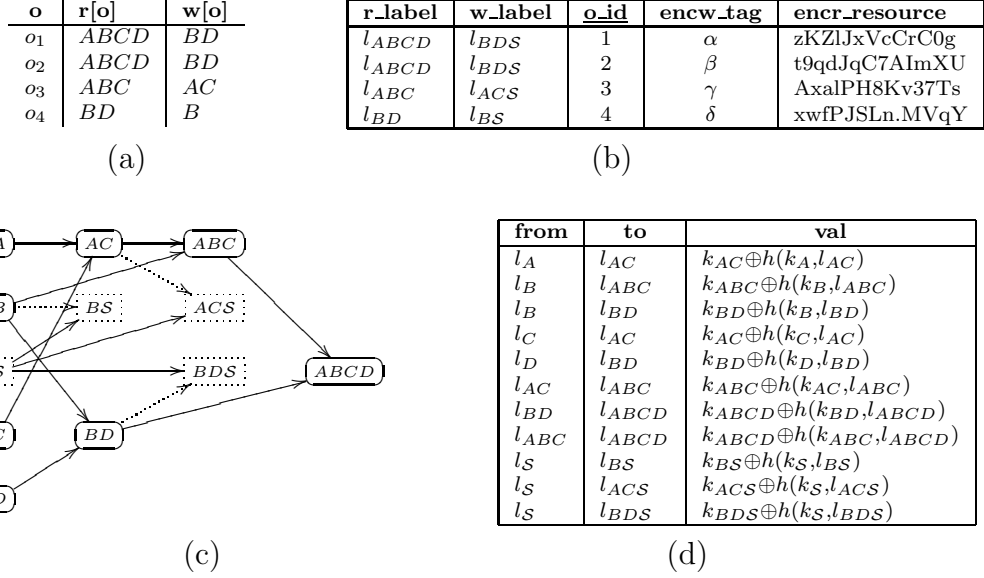 o r[o] w[o]
o1 ABCD BD
o2 ABCD BD
o3 ABC AC
o4 BD B
(a)
r_label w_label o_id encw_tag encr_resource
lABCD lBDS 1 α zKZlJxVcCrC0g
lABCD lBDS 2 β t9qdJqC7AImXU
lABC lACS 3 γ AxalPH8Kv37Ts
lBD lBS 4 δ xwfPJSLn.MVqY
(b)
A AC ABC
B BS ACS
S BDS ABCD
C BD
D
(c)
from to val
lA lAC kAC⊕h(kA,lAC)
lB lABC kABC⊕h(kB,lABC)
lB lBD kBD⊕h(kB,lBD)
lC lAC kAC⊕h(kC,lAC)
lD lBD kBD⊕h(kD,lBD)
lAC lABC kABC⊕h(kAC,lABC)
lBD lABCD kABCD⊕h(kBD,lABCD)
lABC lABCD kABCD⊕h(kABC,lABCD)
lS lBS kBS⊕h(kS,lBS)
lS lACS kACS⊕h(kS,lACS)
lS lBDS kBDS⊕h(kS,lBDS)
(d)